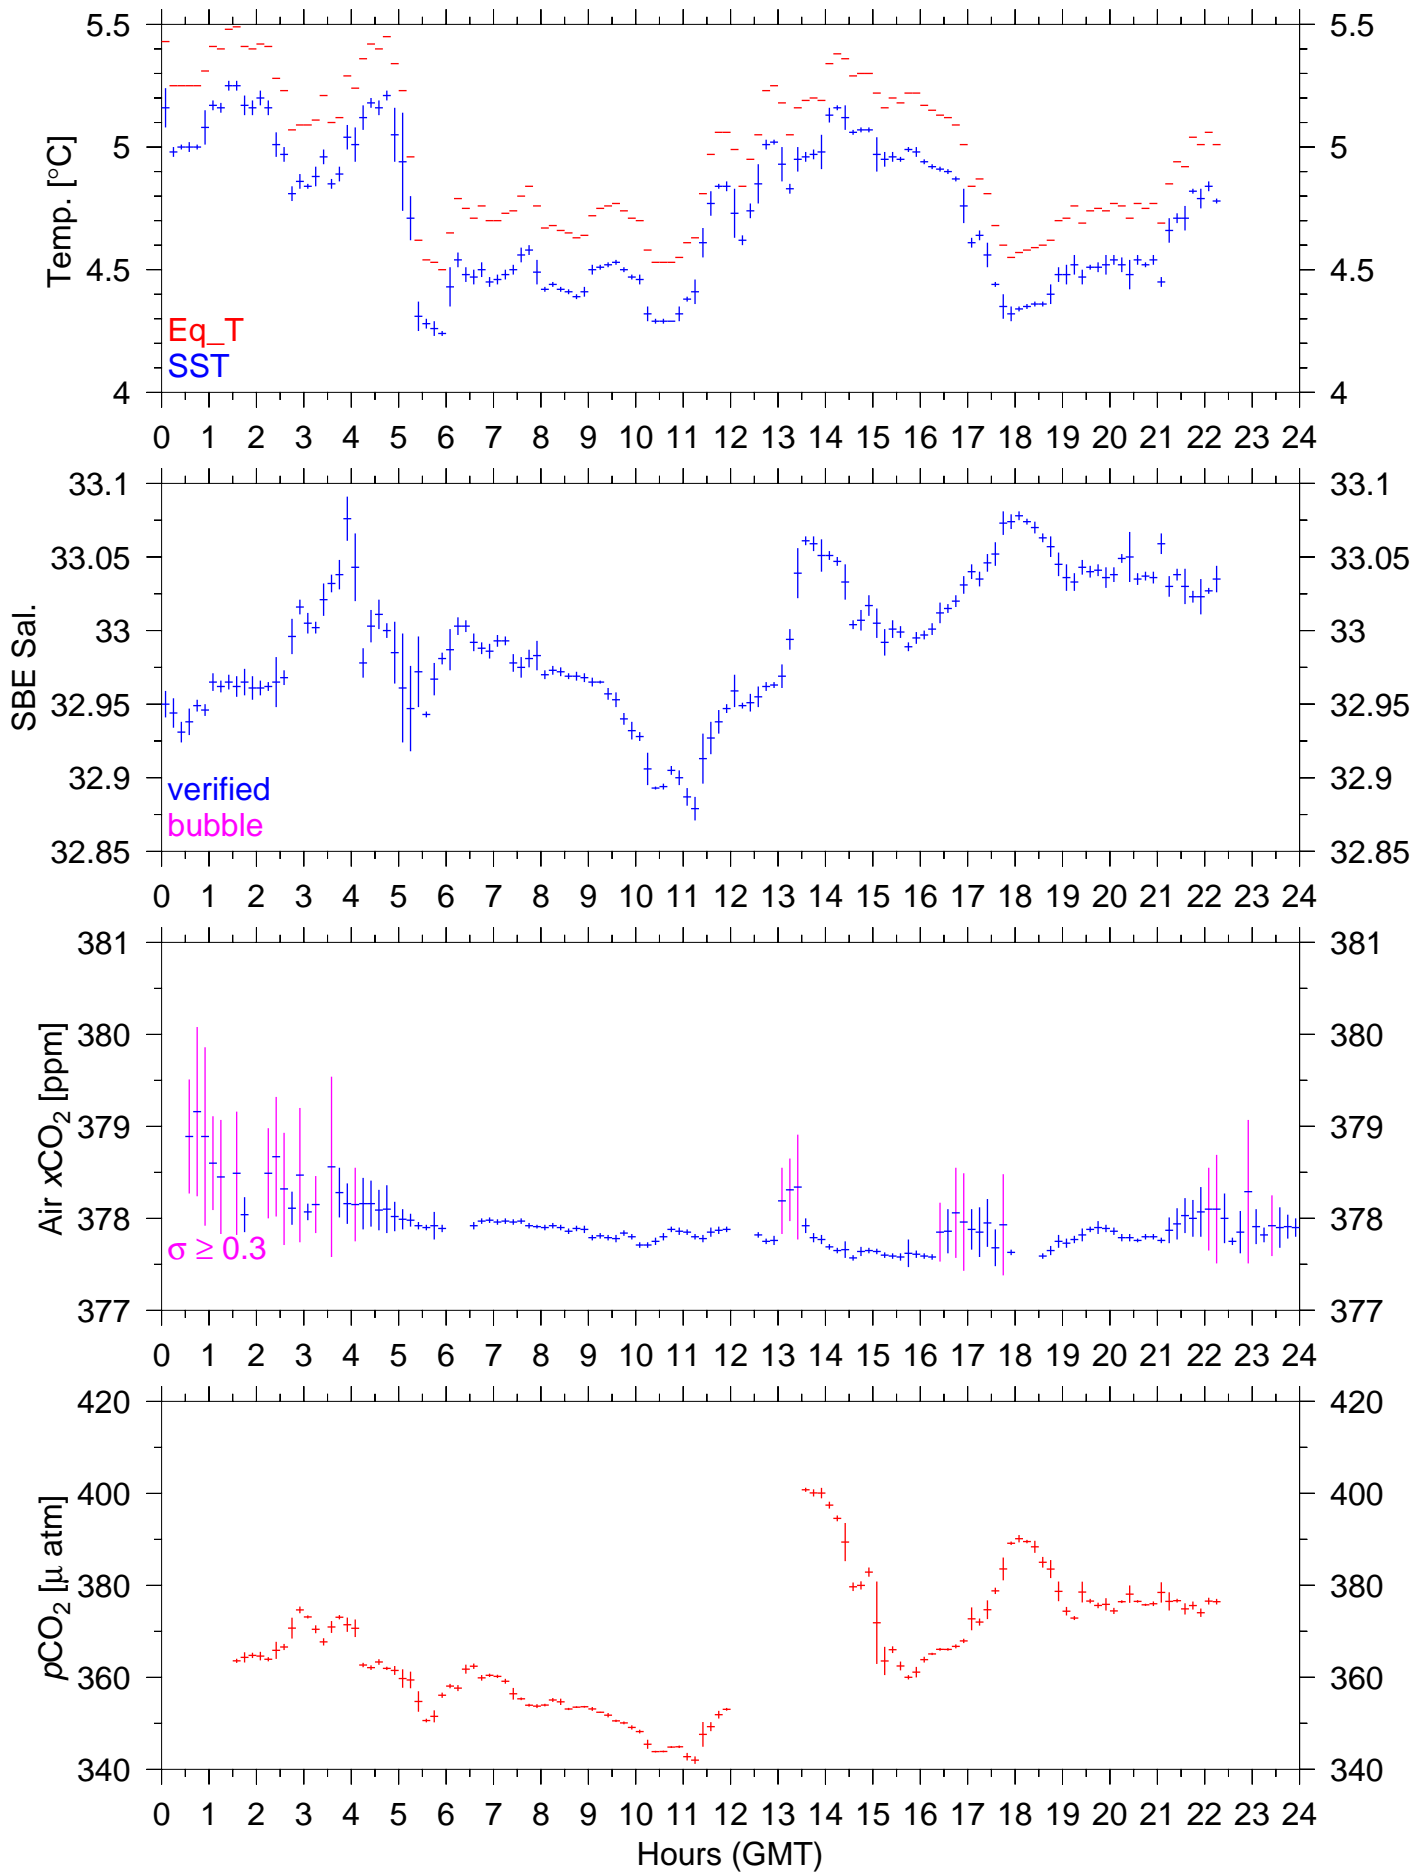 5.5 5.5
5 5
4.5 4.5
4 4
Temp. [°C]
Eq_T
SST
0 1 2 3 4 5 6 7 8 9 10 11 12 13 14 15 16 17 18 19 20 21 22 23 24
33.1 33.1
33.05 33.05
33 33
32.95 32.95
32.9 32.9
32.85 32.85
SBE Sal.
verified
bubble
0 1 2 3 4 5 6 7 8 9 10 11 12 13 14 15 16 17 18 19 20 21 22 23 24
381 381
380 380
379 379
378 378
377 377
Air xCO₂ [ppm]
σ ≥ 0.3
0 1 2 3 4 5 6 7 8 9 10 11 12 13 14 15 16 17 18 19 20 21 22 23 24
420 420
400 400
380 380
360 360
340 340
pCO₂ [μ atm]
0 1 2 3 4 5 6 7 8 9 10 11 12 13 14 15 16 17 18 19 20 21 22 23 24
Hours (GMT)